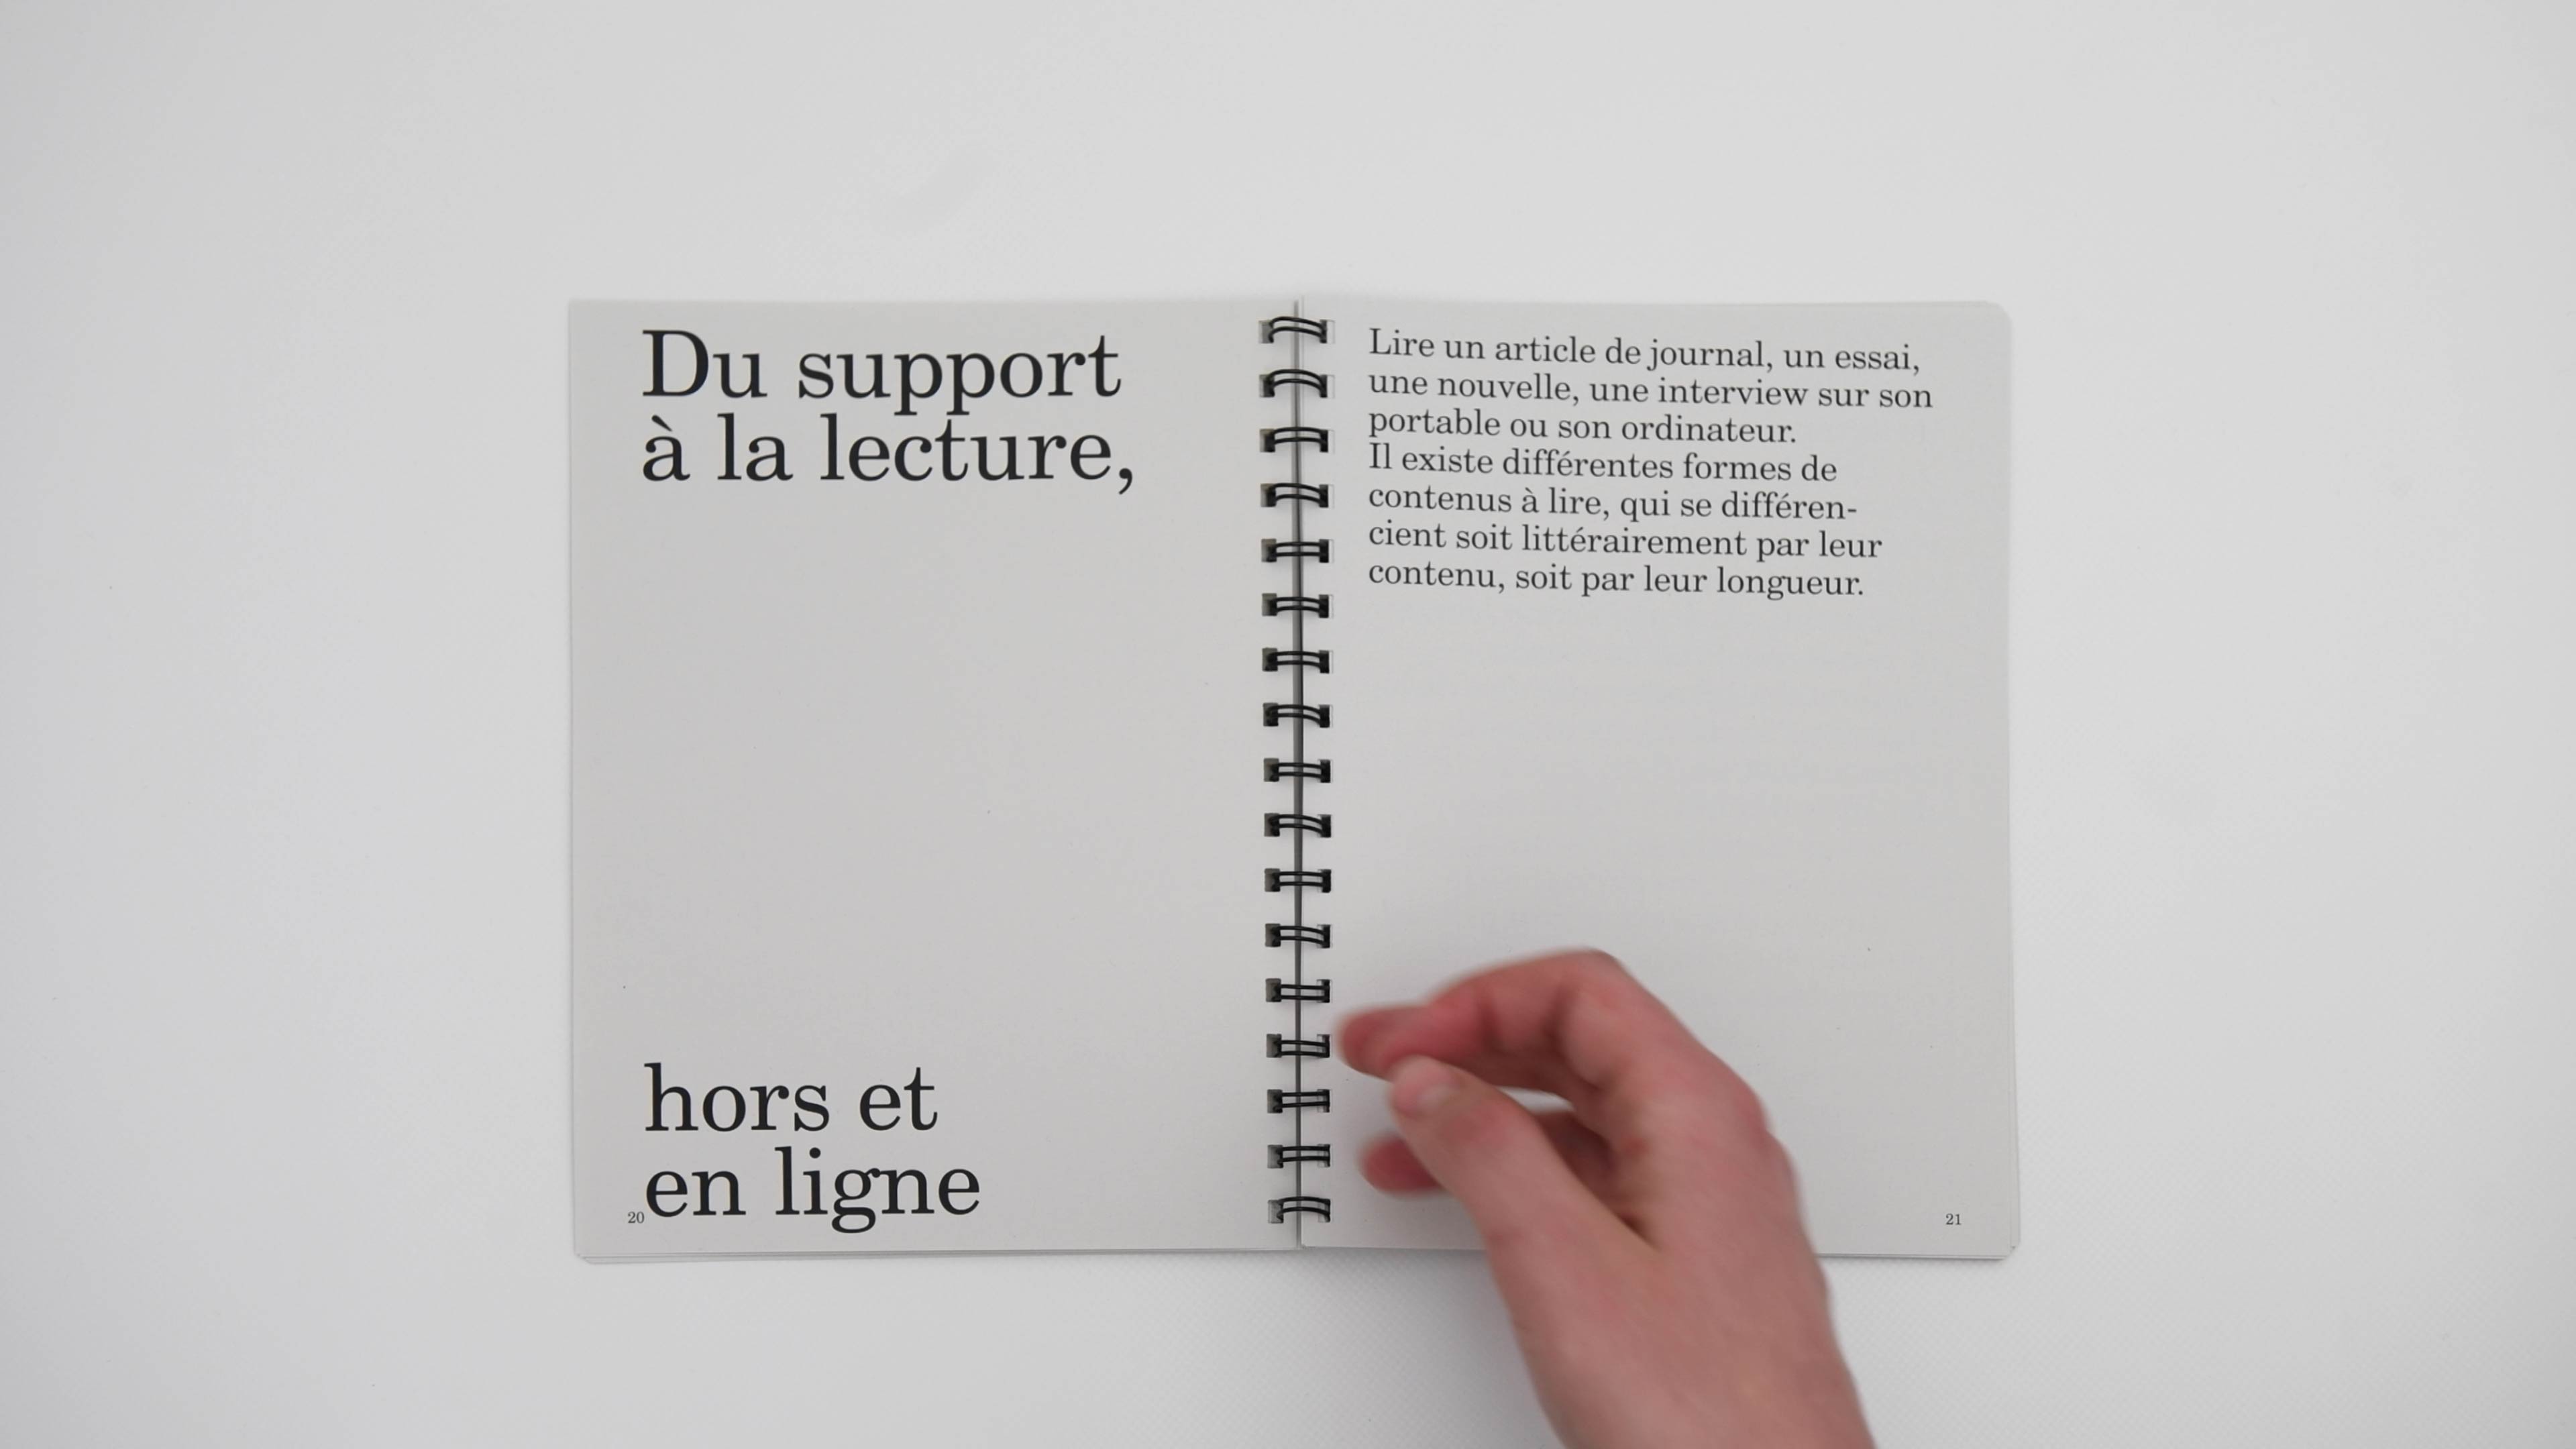 Du support
à la lecture,
hors et
en ligne
20
Lire un article de journal, un essai,
une nouvelle, une interview sur son
portable ou son ordinateur.
Il existe différentes formes de
contenus à lire, qui se différen-
cient soit littérairement par leur
contenu, soit par leur longueur.
21